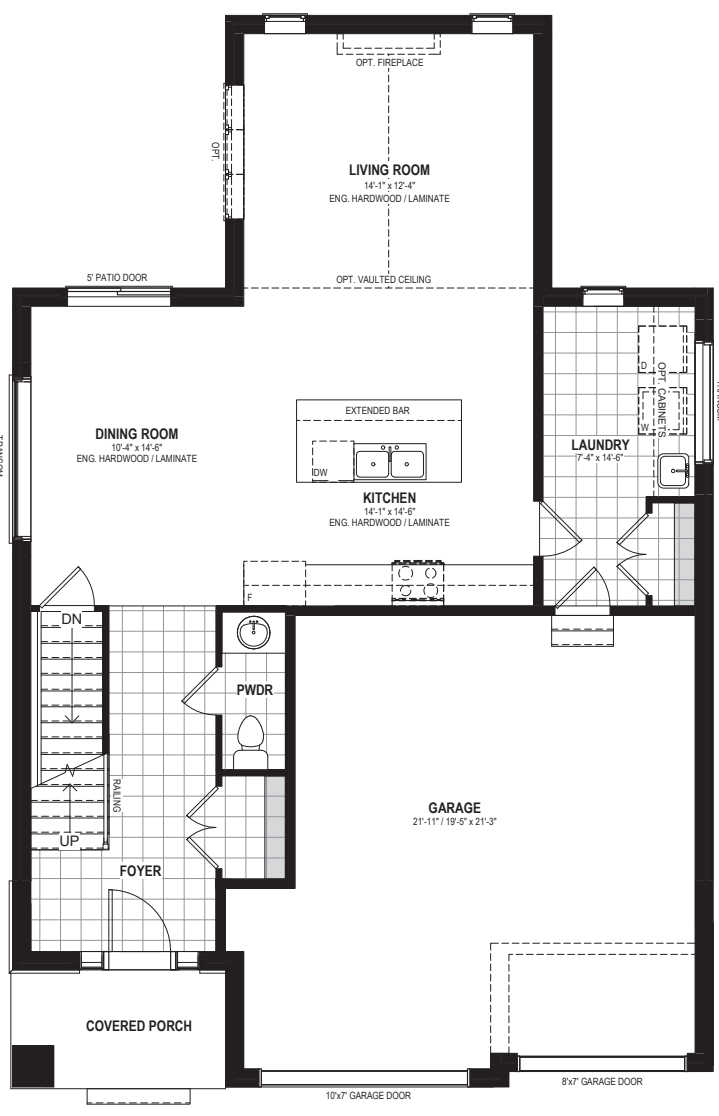 OPT. FIREPLACE
OPT.
LIVING ROOM
14'-1" x 12'-4"
ENG. HARDWOOD / LAMINATE
5' PATIO DOOR
OPT. VAULTED CEILING
D
OPT. CABINETS
W
EXTENDED BAR
DINING ROOM
10'-4" x 14'-6"
ENG. HARDWOOD / LAMINATE
LAUNDRY
7'-4" x 14'-6"
DW
KITCHEN
14'-1" x 14'-6"
ENG. HARDWOOD / LAMINATE
F
DN
PWDR
RAILING
UP
GARAGE
21'-11" / 19'-5" x 21'-3"
FOYER
COVERED PORCH
8'x7' GARAGE DOOR
10'x7' GARAGE DOOR